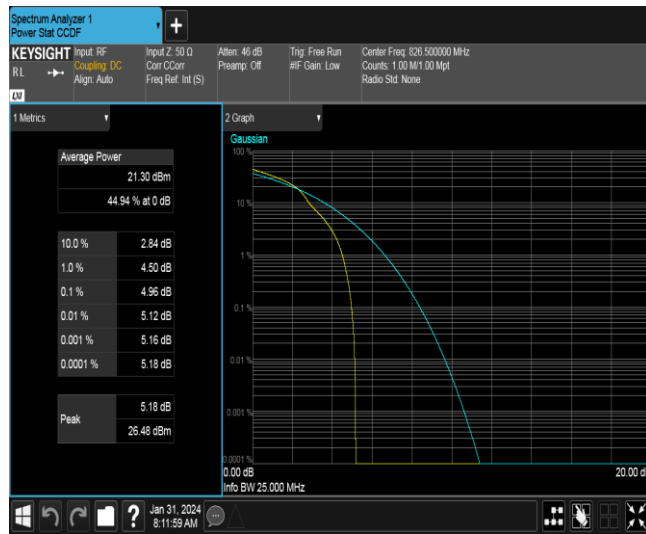 Spectrum Analyzer 1
Power Stat CCDF
+
KEYSIGHT
RL
LXI
Input: RF
Coupling: DC
Align: Auto
Input Z: 50 Ω
Corr CCorr
Freq Ref: Int (S)
Atten: 46 dB
Preamp: Off
Trig: Free Run
#IF Gain: Low
Center Freq: 826.500000 MHz
Counts: 1.00 M/1.00 Mpt
Radio Std: None
1 Metrics
Average Power
21.30 dBm
44.94 % at 0 dB
10.0 % 2.84 dB
1.0 % 4.50 dB
0.1 % 4.96 dB
0.01 % 5.12 dB
0.001 % 5.16 dB
0.0001 % 5.18 dB
Peak
5.18 dB
26.48 dBm
2 Graph
Gaussian
100 %
10 %
1 %
0.1 %
0.01 %
0.001 %
0.0001 %
0.00 dB
20.00 d
Info BW 25.000 MHz
?
Jan 31, 2024
8:11:59 AM